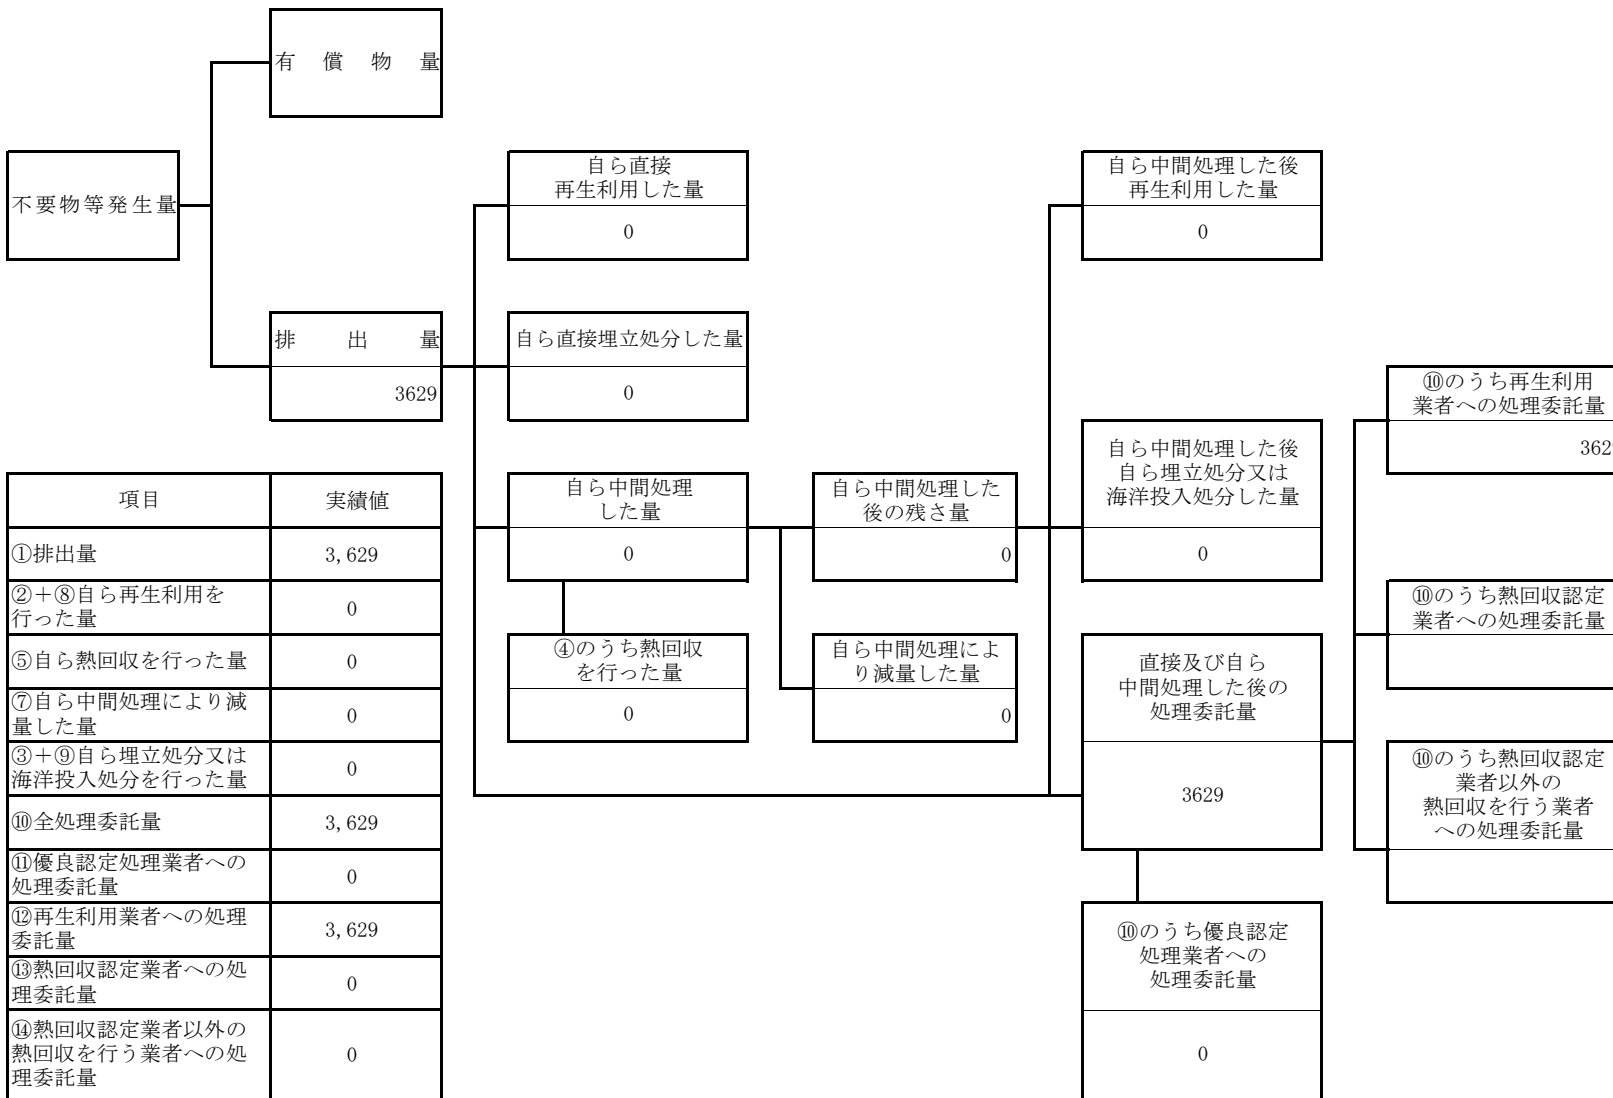 有償物量
不要物等発生量
自ら直接
再生利用した量
0
自ら中間処理した後
再生利用した量
0
排出量
3629
自ら直接埋立処分した量
0
⑩のうち再生利用
業者への処理委託量
362
自ら中間処理
した量
0
自ら中間処理した
後の残さ量
0
自ら中間処理した後
自ら埋立処分又は
海洋投入処分した量
0
④のうち熱回収
を行った量
0
自ら中間処理によ
り減量した量
0
直接及び自ら
中間処理した後の
処理委託量
3629
⑩のうち熱回収認定
業者への処理委託量
⑩のうち熱回収認定
業者以外の
熱回収を行う業者
への処理委託量
⑩のうち優良認定
処理業者への
処理委託量
0
項目 実績値
①排出量 3,629
②+⑧自ら再生利用を
行った量 0
⑤自ら熱回収を行った量 0
⑦自ら中間処理により減
量した量 0
③+⑨自ら埋立処分又は
海洋投入処分を行った量 0
⑩全処理委託量 3,629
⑪優良認定処理業者への
処理委託量 0
⑫再生利用業者への処理
委託量 3,629
⑬熱回収認定業者への処
理委託量 0
⑭熱回収認定業者以外の
熱回収を行う業者への処
理委託量 0